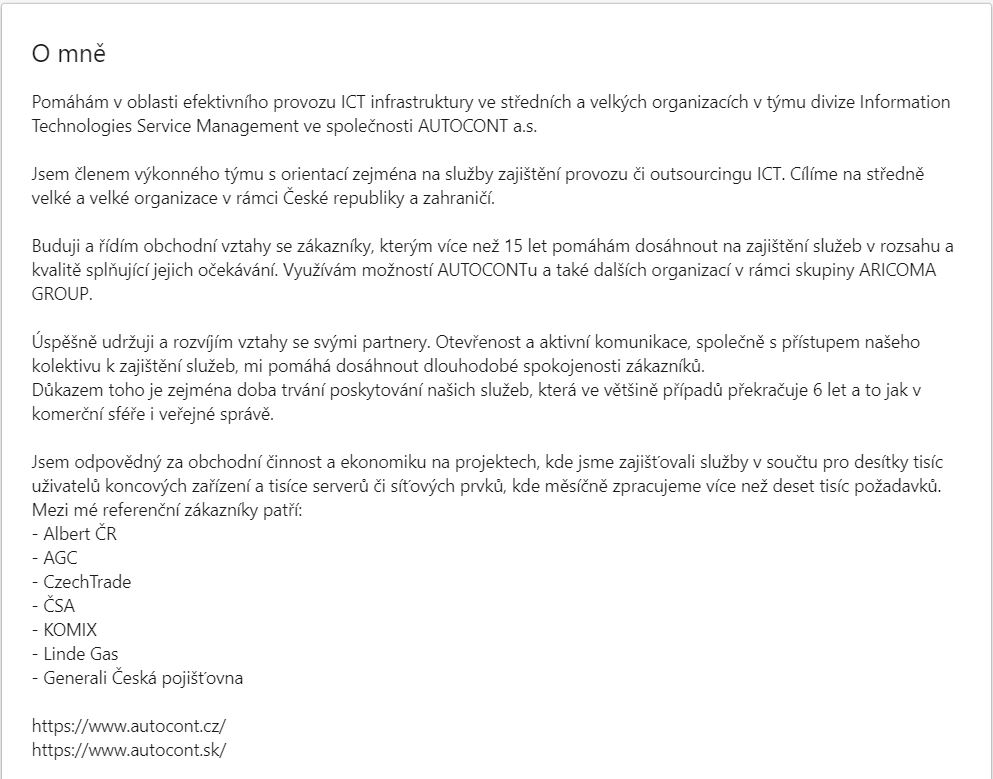 O mně
Pomáhám v oblasti efektivního provozu ICT infrastruktury ve středních a velkých organizacích v týmu divize Information
Technologies Service Management ve společnosti AUTOCONT a.s.
Jsem členem výkonného týmu s orientací zejména na služby zajištění provozu či outsourcingu ICT. Cílíme na středně
velké a velké organizace v rámci České republiky a zahraničí.
Buduji a řídím obchodní vztahy se zákazníky, kterým více než 15 let pomáhám dosáhnout na zajištění služeb v rozsahu a
kvalitě splňující jejich očekávání. Využívám možností AUTOCONTu a také dalších organizací v rámci skupiny ARICOMA
GROUP.
Úspěšně udržuji a rozvíjím vztahy se svými partnery. Otevřenost a aktivní komunikace, společně s přístupem našeho
kolektivu k zajištění služeb, mi pomáhá dosáhnout dlouhodobé spokojenosti zákazníků.
Důkazem toho je zejména doba trvání poskytování našich služeb, která ve většině případů překračuje 6 let a to jak v
komerční sféře i veřejné správě.
Jsem odpovědný za obchodní činnost a ekonomiku na projektech, kde jsme zajišťovali služby v součtu pro desítky tisíc
uživatelů koncových zařízení a tisíce serverů či síťových prvků, kde měsíčně zpracujeme více než deset tisíc požadavků.
Mezi mé referenční zákazníky patří:
- Albert ČR
- AGC
- CzechTrade
- ČSA
- KOMIX
- Linde Gas
- Generali Česká pojišťovna
https://www.autocont.cz/
https://www.autocont.sk/